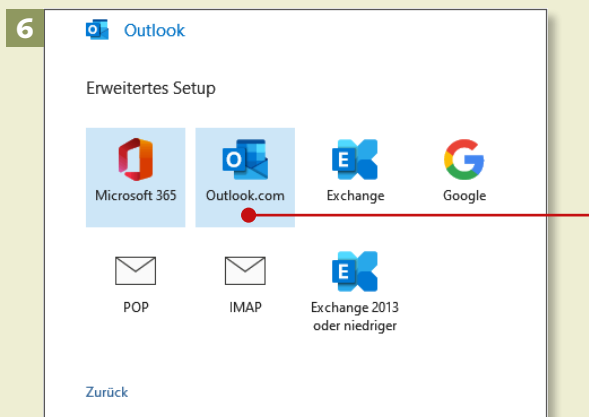 6
Outlook
Erweitertes Setup
Microsoft 365
Outlook.com
Exchange
Google
POP
IMAP
Exchange 2013
oder niedriger
Zurück